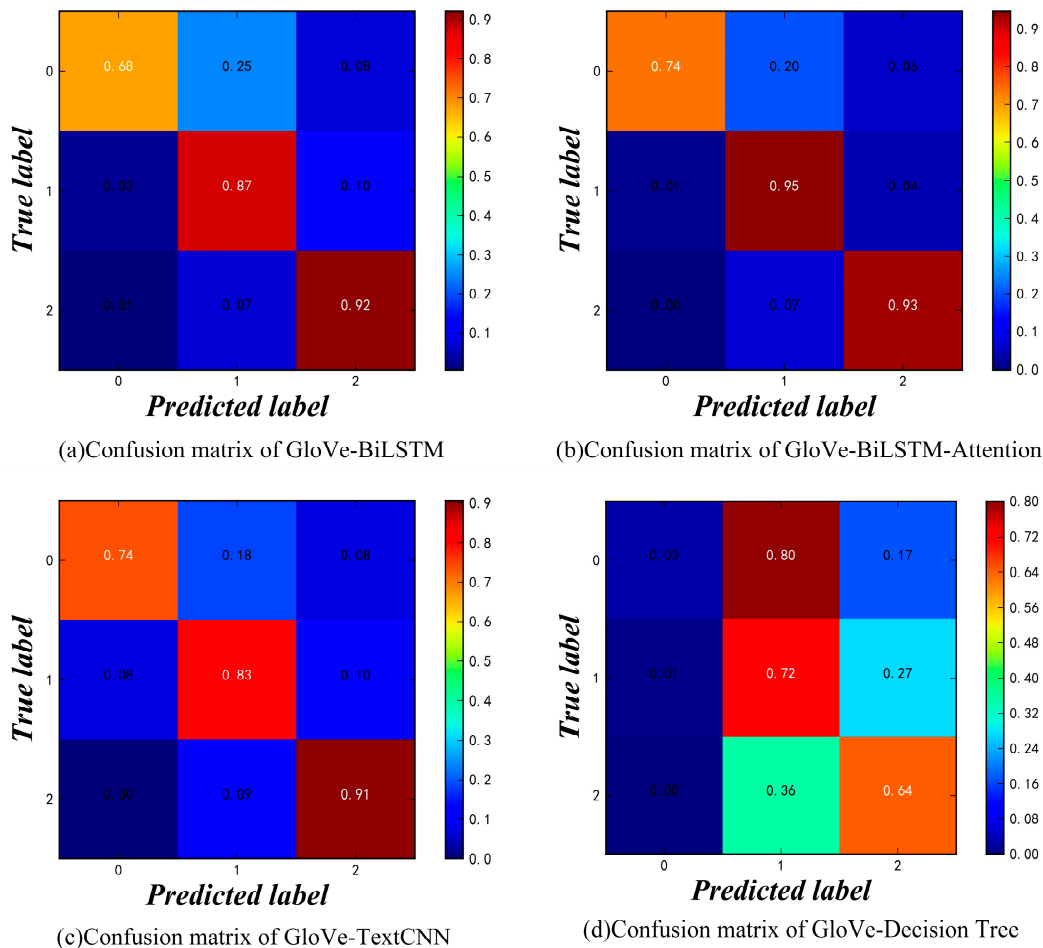 0.9
0.68 0.25 0.08
0
0.8
0.7
0.6
True label
0.03 0.87 0.10
1
0.5
0.4
0.3
0.01 0.07 0.92
2
0.2
0.1
0 1 2
Predicted label
(a)Confusion matrix of GloVe-BiLSTM
0.9
0.74 0.20 0.06
0
0.8
0.7
0.6
True label
0.01 0.95 0.04
1
0.5
0.4
0.3
0.00 0.07 0.93
2
0.2
0.1
0.0
0 1 2
Predicted label
(b)Confusion matrix of GloVe-BiLSTM-Attention
0.9
0.74 0.18 0.08
0
0.8
0.7
0.6
True label
0.08 0.83 0.10
1
0.5
0.4
0.3
0.00 0.09 0.91
2
0.2
0.1
0.0
0 1 2
Predicted label
(c)Confusion matrix of GloVe-TextCNN
0.80
0.03 0.80 0.17
0
0.72
0.64
0.56
True label
0.01 0.72 0.27
1
0.48
0.40
0.32
0.24
0.00 0.36 0.64
2
0.16
0.08
0.00
0 1 2
Predicted label
(d)Confusion matrix of GloVe-Decision Tree